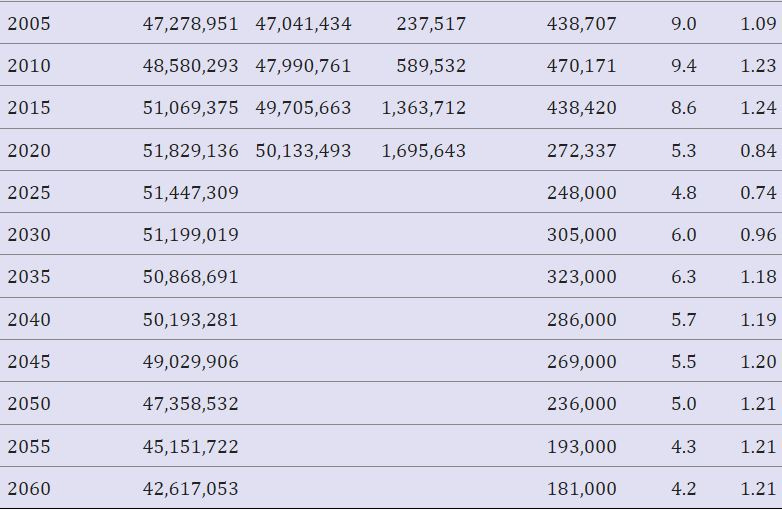 2005 47,278,951 47,041,434 237,517 438,707 9.0 1.09
2010 48,580,293 47,990,761 589,532 470,171 9.4 1.23
2015 51,069,375 49,705,663 1,363,712 438,420 8.6 1.24
2020 51,829,136 50,133,493 1,695,643 272,337 5.3 0.84
2025 51,447,309 248,000 4.8 0.74
2030 51,199,019 305,000 6.0 0.96
2035 50,868,691 323,000 6.3 1.18
2040 50,193,281 286,000 5.7 1.19
2045 49,029,906 269,000 5.5 1.20
2050 47,358,532 236,000 5.0 1.21
2055 45,151,722 193,000 4.3 1.21
2060 42,617,053 181,000 4.2 1.21